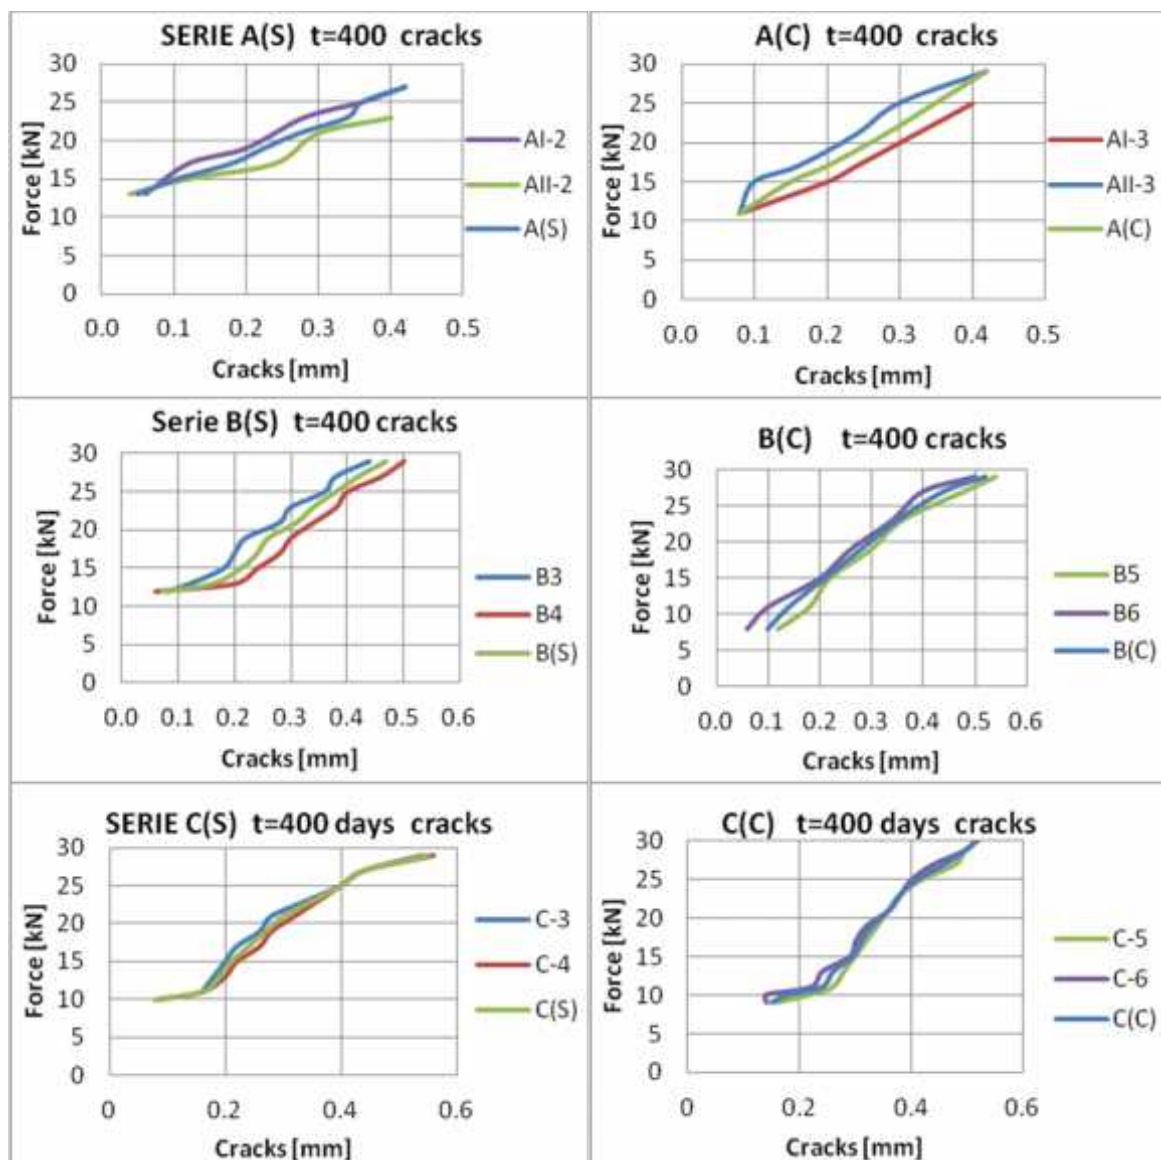 SERIE A(S) t=400 cracks
Force [kN]
30
25
20
15
10
5
0
0.0 0.1 0.2 0.3 0.4 0.5
Cracks [mm]
AI-2
AII-2
A(S)
A(C) t=400 cracks
Force [kN]
30
25
20
15
10
5
0
0.0 0.1 0.2 0.3 0.4 0.5
Cracks [mm]
AI-3
AII-3
A(C)
Serie B(S) t=400 cracks
Force [kN]
30
25
20
15
10
5
0
0.0 0.1 0.2 0.3 0.4 0.5 0.6
Cracks [mm]
B3
B4
B(S)
B(C) t=400 cracks
Force [kN]
30
25
20
15
10
5
0
0.0 0.1 0.2 0.3 0.4 0.5 0.6
Cracks [mm]
B5
B6
B(C)
SERIE C(S) t=400 days cracks
Force [kN]
30
25
20
15
10
5
0
0 0.2 0.4 0.6
Cracks [mm]
C-3
C-4
C(S)
C(C) t=400 days cracks
Force [kN]
30
25
20
15
10
5
0
0 0.2 0.4 0.6
Cracks [mm]
C-5
C-6
C(C)